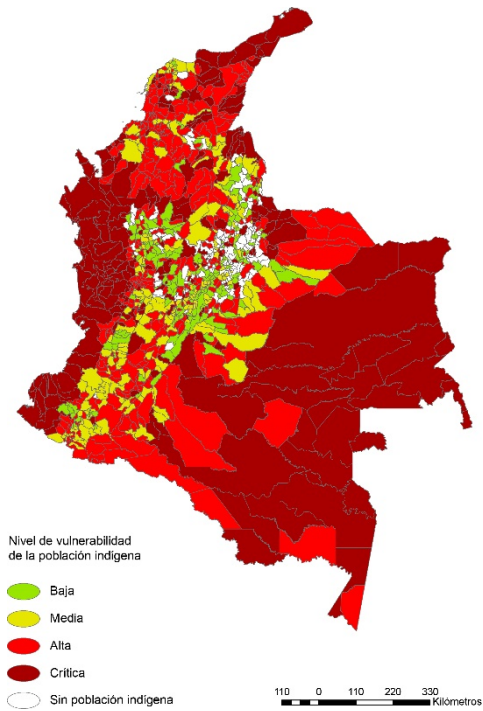 Nivel de vulnerabilidad
de la población indígena
Baja
Media
Alta
Crítica
Sin población indígena
110 0 110 220 330
Kilómetros